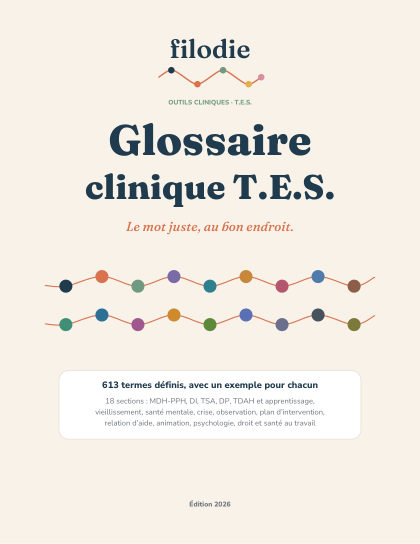 filodie
OUTILS CLINIQUES · T.E.S.
Glossaire
clinique T.E.S.
Le mot juste, au bon endroit.
613 termes définis, avec un exemple pour chacun
18 sections : MDH-PPH, DI, TSA, DP, TDAH et apprentissage,
vieillissement, santé mentale, crise, observation, plan d'intervention,
relation d'aide, animation, psychologie, droit et santé au travail
Édition 2026